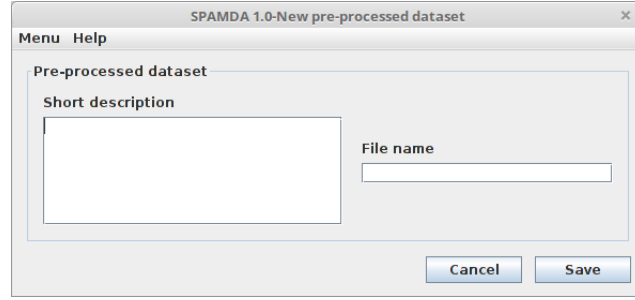 SPAMDA 1.0-New pre-processed dataset ×
Menu Help
Pre-processed dataset
Short description
File name
Cancel Save